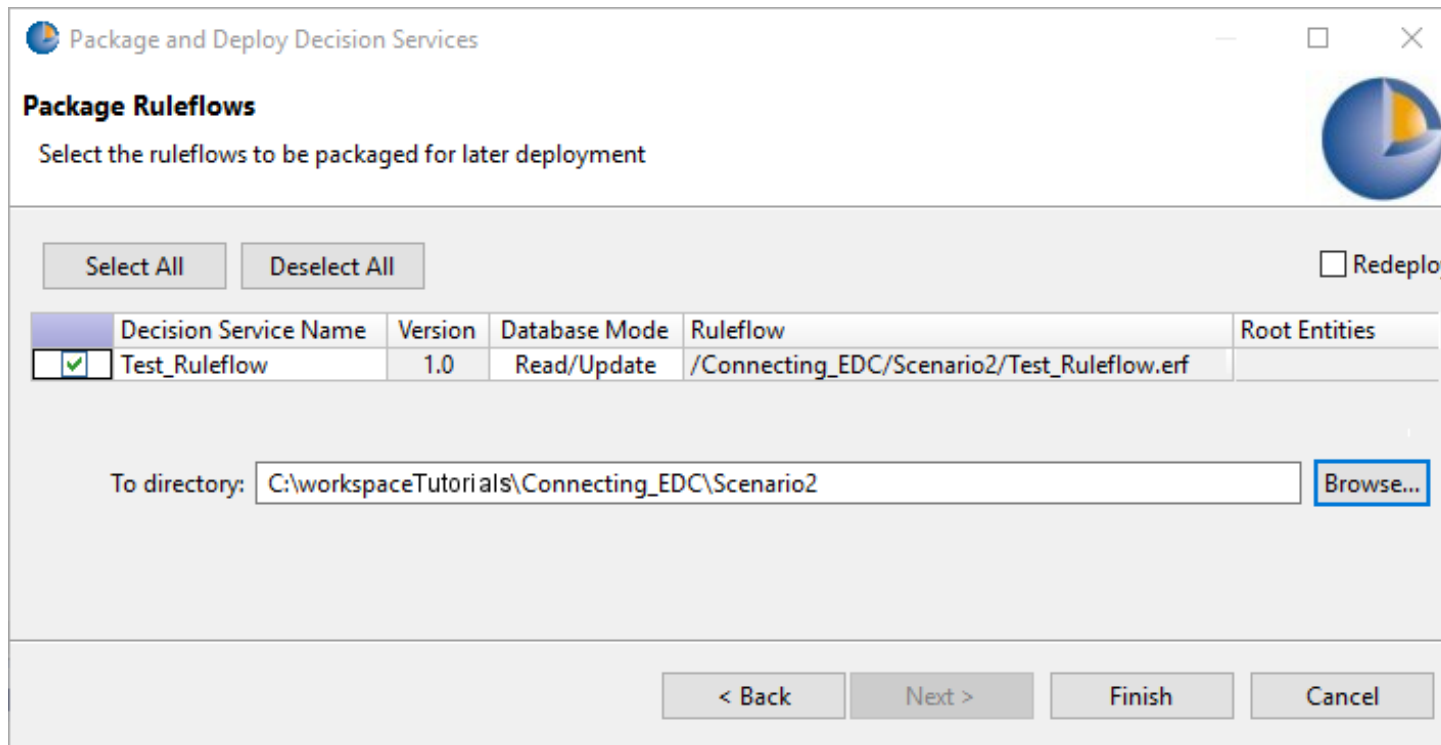 Package and Deploy Decision Services
Package Ruleflows
Select the ruleflows to be packaged for later deployment
Select All Deselect All Redeplo
Decision Service Name Version Database Mode Ruleflow Root Entities
Test_Ruleflow 1.0 Read/Update /Connecting_EDC/Scenario2/Test_Ruleflow.erf
To directory: C:\workspaceTutorials\Connecting_EDC\Scenario2 Browse...
< Back Next > Finish Cancel